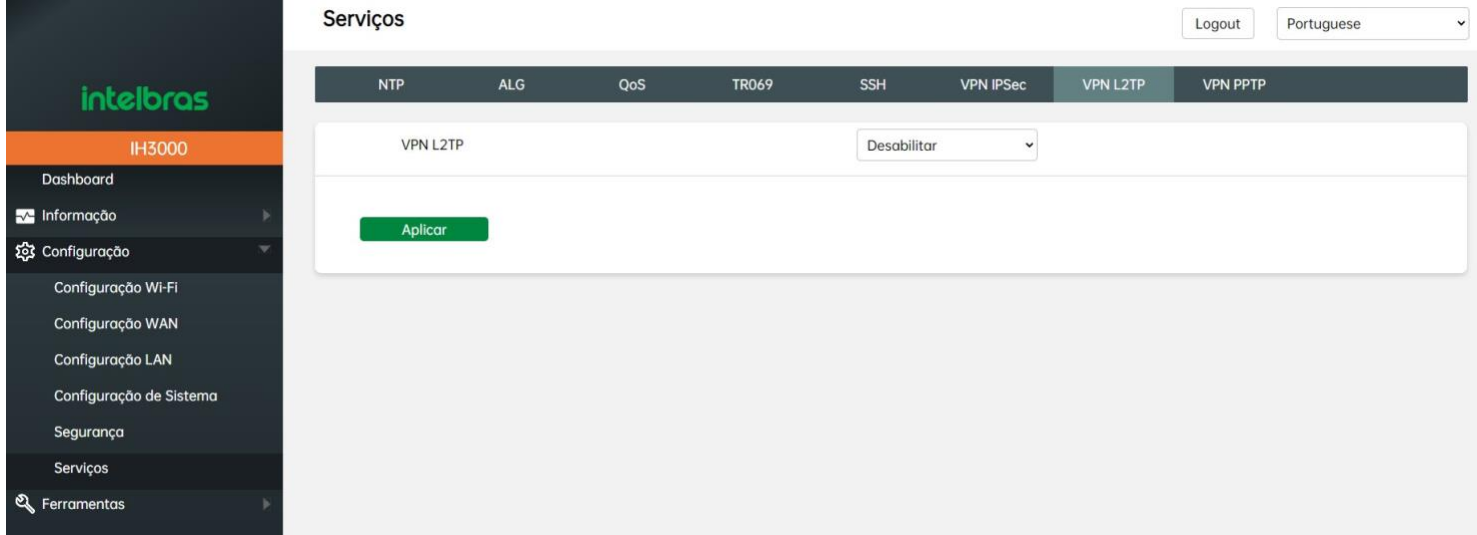 Serviços
Logout
Portuguese
intelbras
IH3000
Dashboard
Informação
Configuração
Configuração Wi-Fi
Configuração WAN
Configuração LAN
Configuração de Sistema
Segurança
Serviços
Ferramentas
NTP ALG QoS TR069 SSH VPN IPSec VPN L2TP VPN PPTP
VPN L2TP Desabilitar
Aplicar